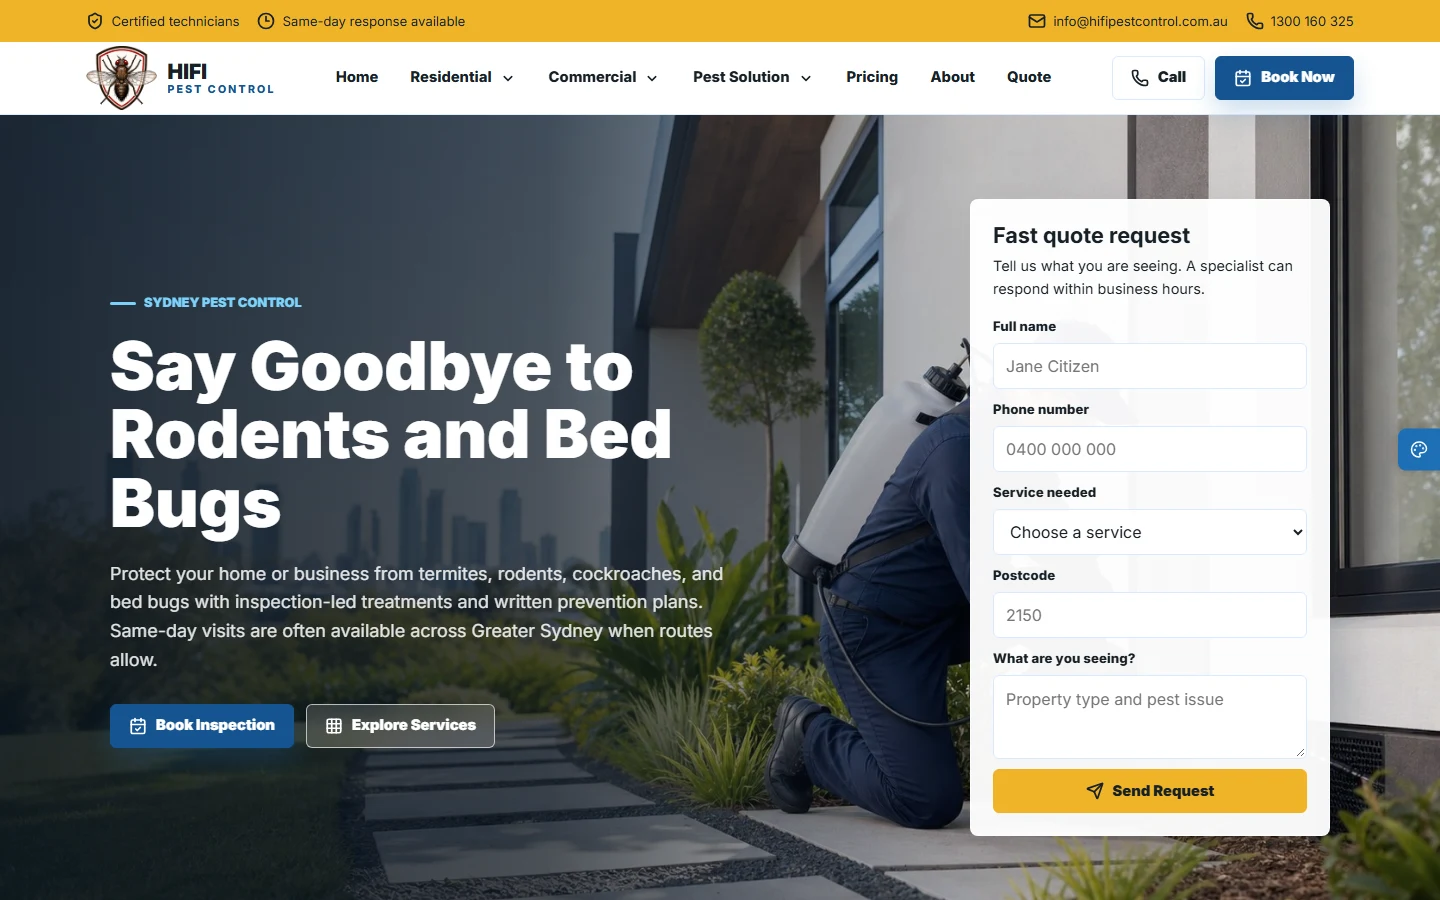 Certified technicians
Same-day response available
info@hifipestcontrol.com.au
1300 160 325
HIFI
PEST CONTROL
Home
Residential
Commercial
Pest Solution
Pricing
About
Quote
Call
Book Now
SYDNEY PEST CONTROL
Say Goodbye to
Rodents and Bed
Bugs
Protect your home or business from termites, rodents, cockroaches, and
bed bugs with inspection-led treatments and written prevention plans.
Same-day visits are often available across Greater Sydney when routes
allow.
Book Inspection
Explore Services
Fast quote request
Tell us what you are seeing. A specialist can
respond within business hours.
Full name
Jane Citizen
Phone number
0400 000 000
Service needed
Choose a service
Postcode
2150
What are you seeing?
Property type and pest issue
Send Request